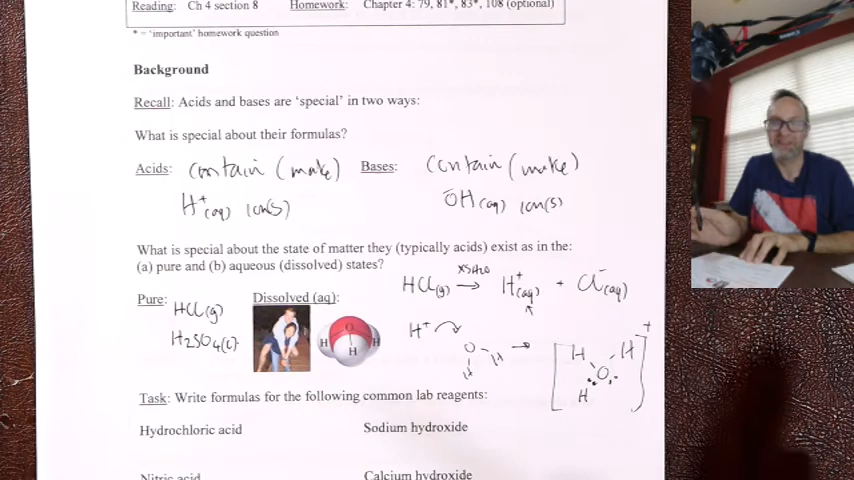 Reading: Ch 4 section 8 Homework: Chapter 4: 79, 81*, 83*, 108 (optional)
* = 'important' homework question
Background
Recall: Acids and bases are 'special' in two ways:
What is special about their formulas?
Acids: contain (make) Bases: contain (make)
H⁺(aq) ion(s) ⁻OH(aq) ion(s)
What is special about the state of matter they (typically acids) exist as in the:
(a) pure and (b) aqueous (dissolved) states?
HCl(g) →(XS H₂O) H⁺(aq) + Cl⁻(aq)
Pure: HCl(g) Dissolved (aq):
H₂SO₄(l)
H⁺ O H H → [H H O H]⁺
O H H H
Task: Write formulas for the following common lab reagents:
Hydrochloric acid Sodium hydroxide
Nitric acid Calcium hydroxide